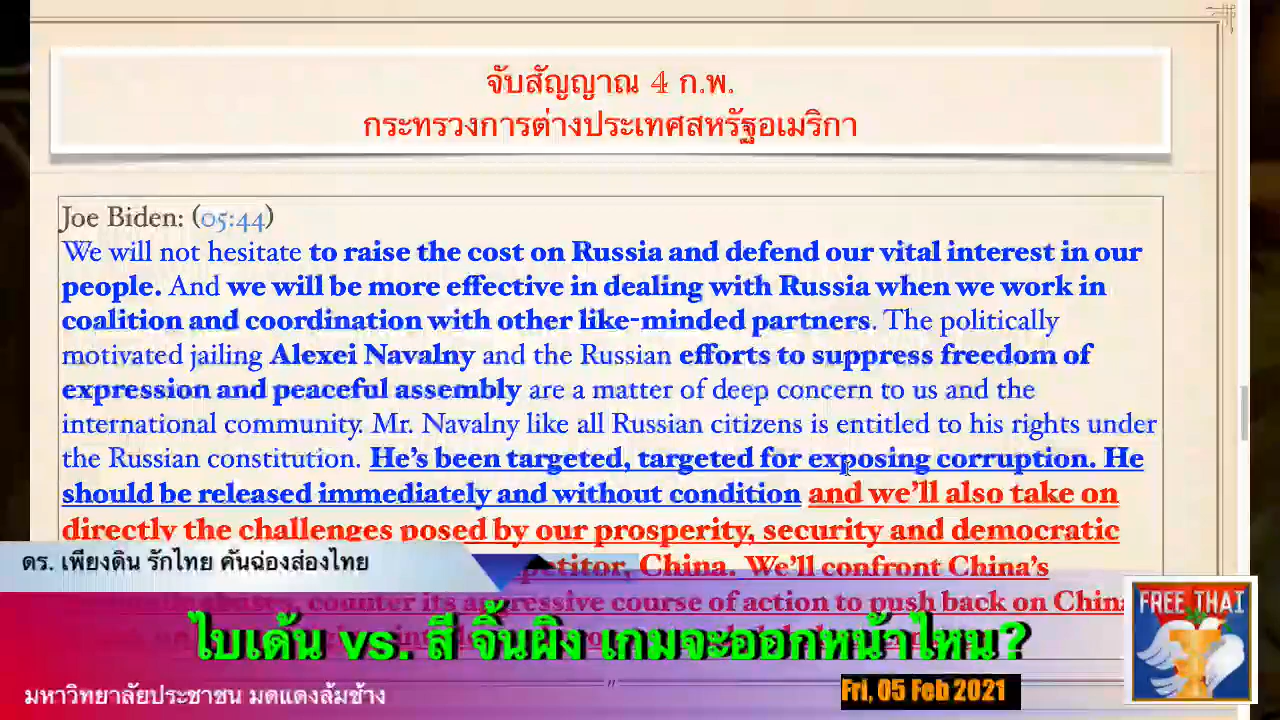 จับสัญญาณ 4 ก.พ.
กระทรวงการต่างประเทศสหรัฐอเมริกา
Joe Biden: (05:44)
We will not hesitate to raise the cost on Russia and defend our vital interest in our
people. And we will be more effective in dealing with Russia when we work in
coalition and coordination with other like-minded partners. The politically
motivated jailing Alexei Navalny and the Russian efforts to suppress freedom of
expression and peaceful assembly are a matter of deep concern to us and the
international community. Mr. Navalny like all Russian citizens is entitled to his rights under
the Russian constitution. He's been targeted, targeted for exposing corruption. He
should be released immediately and without condition and we'll also take on
directly the challenges posed by our prosperity, security and democratic
China. We'll confront China's
counter its aggressive course of action to push back on China
ดร. เพียงดิน รักไทย คันฉ่องส่องไทย
ไบเด้น vs. สี จิ้นผิง เกมจะออกหน้าไหน?
มหาวิทยาลัยประชาชน มดแดงล้มช้าง
Fri, 05 Feb 2021
FREE THAI